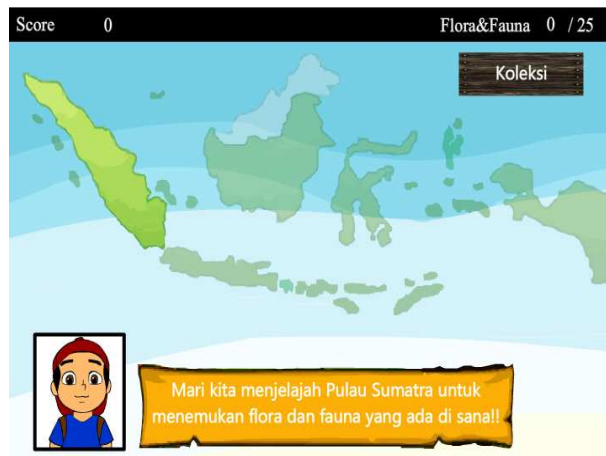 Score 0 Flora&Fauna 0 / 25
Koleksi
Mari kita menjelajah Pulau Sumatra untuk
menemukan flora dan fauna yang ada di sana!!